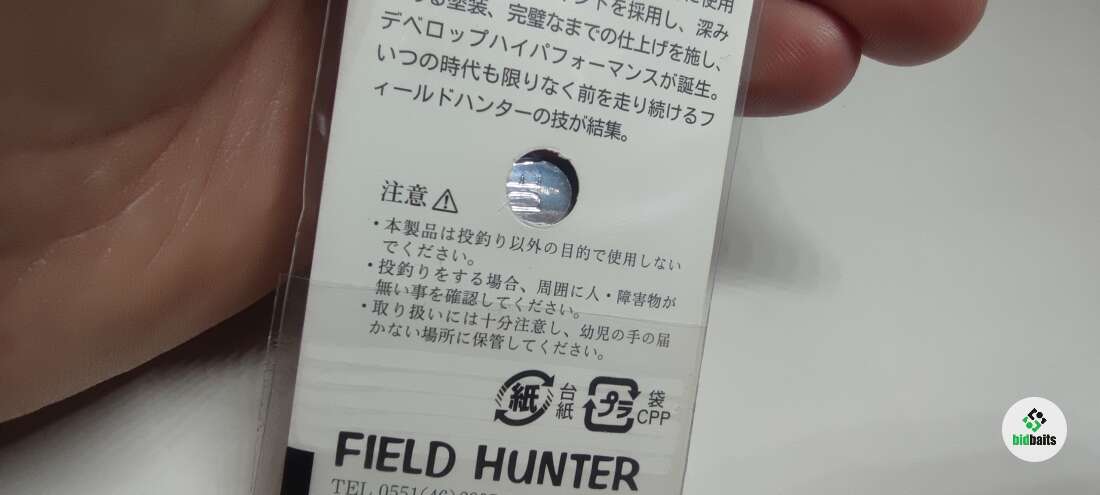 に使用
ントを採用し、深み
る塗装、完璧なまでの仕上げを施し、
デベロップハイパフォーマンスが誕生。
いつの時代も限りなく前を走り続けるフ
ィールドハンターの技が結集。
注意
・本製品は投釣り以外の目的で使用しない
でください。
・投釣りをする場合、周囲に人・障害物が
無い事を確認してください。
・取り扱いには十分注意し、幼児の手の届
かない場所に保管してください。
紙 台紙 プラ 袋 CPP
FIELD HUNTER
TEL 0551(46)
bidbaits